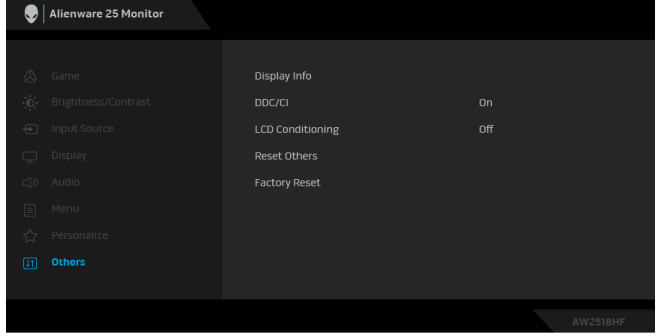 Alienware 25 Monitor
Game
Display Info
Brightness/Contrast
DDC/CI On
Input Source
LCD Conditioning Off
Display
Reset Others
Audio
Factory Reset
Menu
Personalize
Others
AW2518HF